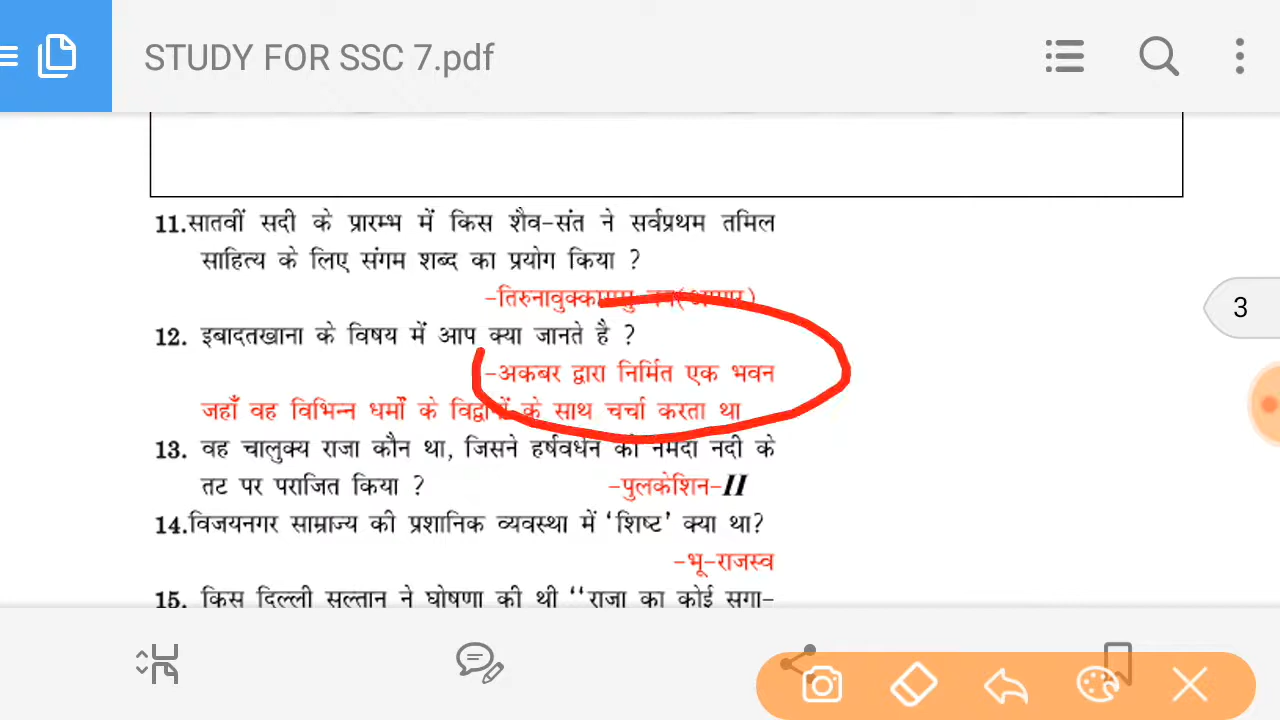 STUDY FOR SSC 7.pdf
11.सातवीं सदी के प्रारम्भ में किस शैव-संत ने सर्वप्रथम तमिल
साहित्य के लिए संगम शब्द का प्रयोग किया ?
3
12. इबादतखाना के विषय में आप क्या जानते है ?
-अकबर द्वारा निर्मित एक भवन
जहाँ वह विभिन्न धर्मों के विद्वानों के साथ चर्चा करता था
13. वह चालुक्य राजा कौन था, जिसने हर्षवर्धन को नर्मदा नदी के
तट पर पराजित किया ? -पुलकेशिन-II
14.विजयनगर साम्राज्य की प्रशानिक व्यवस्था में ‘शिष्ट’ क्या था?
-भू-राजस्व
15. किस दिल्ली सुल्तान ने घोषणा की थी ‘‘राजा का कोई सगा-